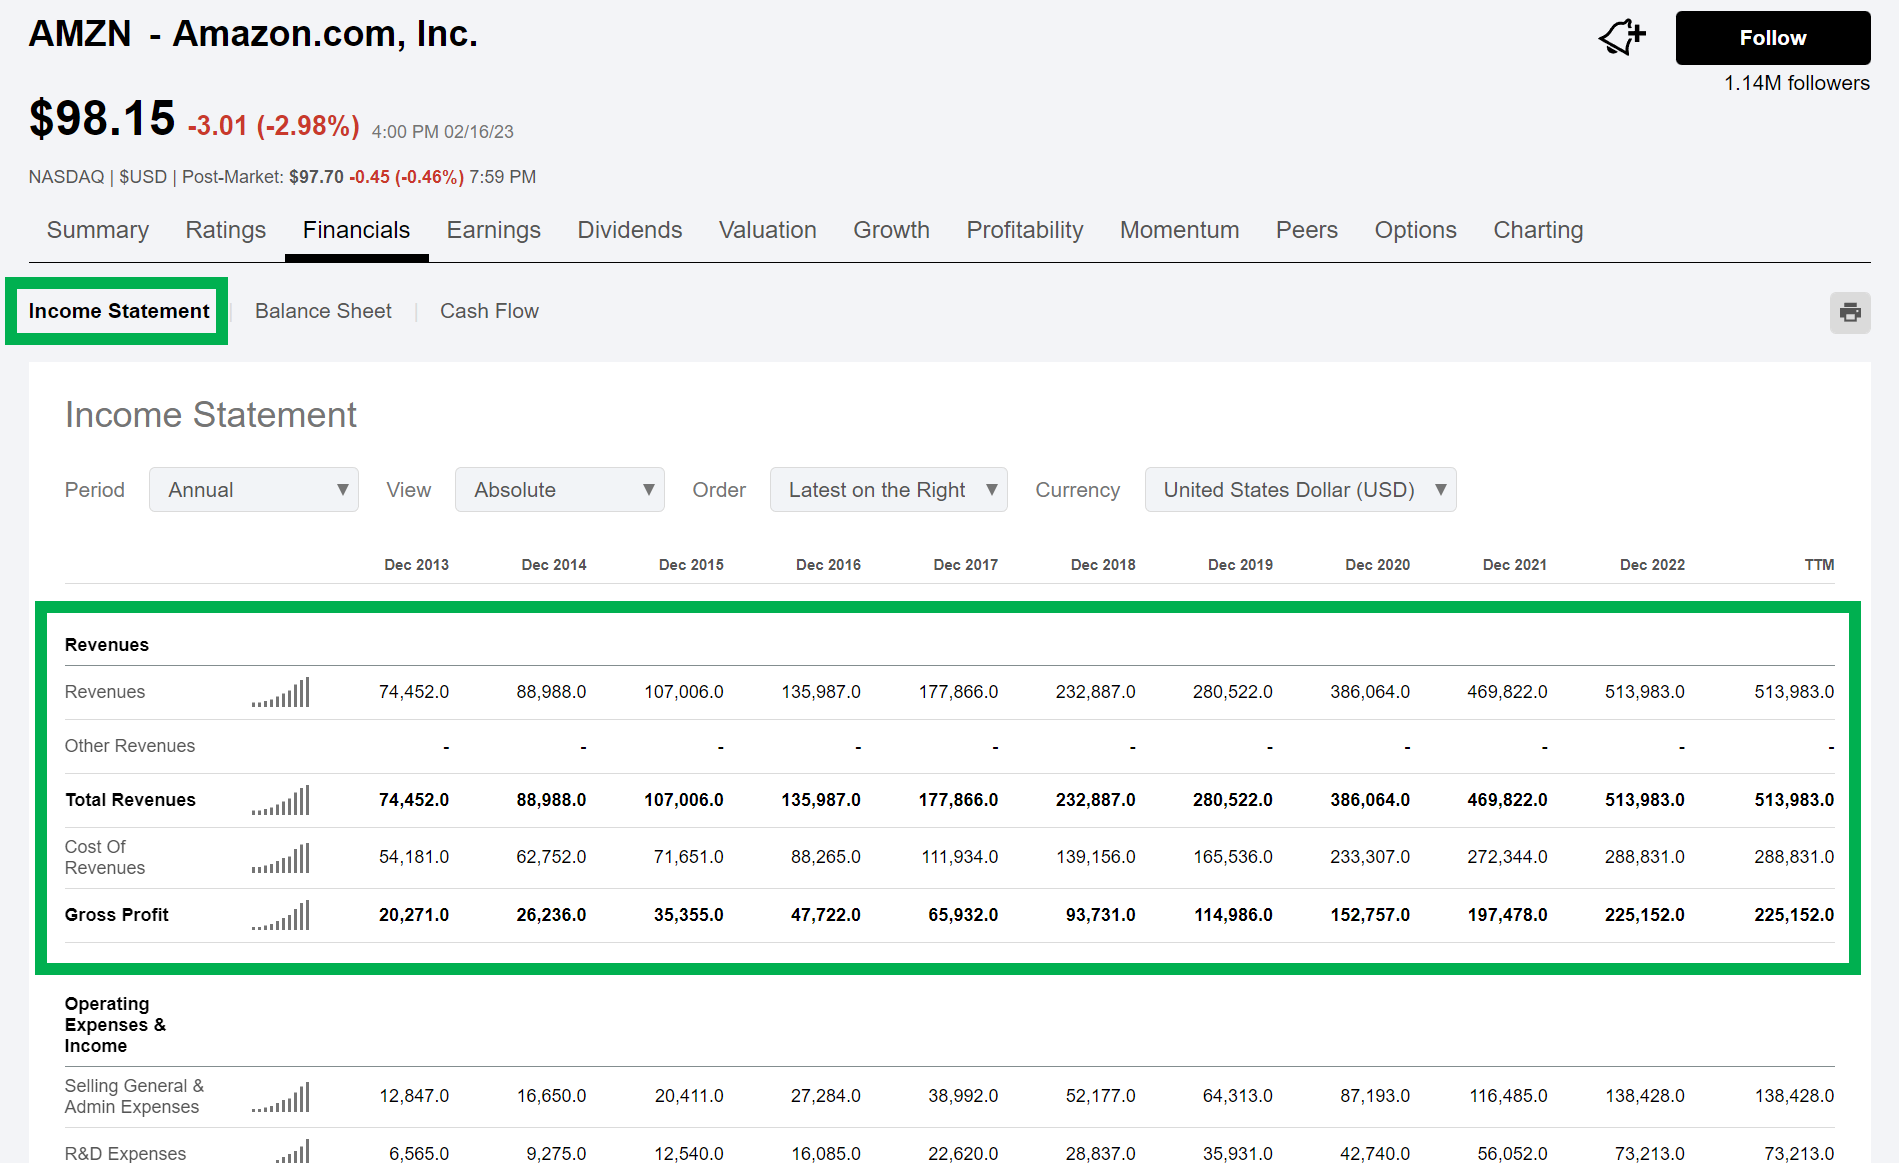 AMZN - Amazon.com, Inc.
Follow
1.14M followers
$98.15 -3.01 (-2.98%) 4:00 PM 02/16/23
NASDAQ | $USD | Post-Market: $97.70 -0.45 (-0.46%) 7:59 PM
Summary Ratings Financials Earnings Dividends Valuation Growth Profitability Momentum Peers Options Charting
Income Statement | Balance Sheet | Cash Flow
Income Statement
Period Annual ▼ View Absolute ▼ Order Latest on the Right ▼ Currency United States Dollar (USD) ▼
Dec 2013 Dec 2014 Dec 2015 Dec 2016 Dec 2017 Dec 2018 Dec 2019 Dec 2020 Dec 2021 Dec 2022 TTM
Revenues
Revenues 74,452.0 88,988.0 107,006.0 135,987.0 177,866.0 232,887.0 280,522.0 386,064.0 469,822.0 513,983.0 513,983.0
Other Revenues - - - - - - - - - - -
Total Revenues 74,452.0 88,988.0 107,006.0 135,987.0 177,866.0 232,887.0 280,522.0 386,064.0 469,822.0 513,983.0 513,983.0
Cost Of
Revenues 54,181.0 62,752.0 71,651.0 88,265.0 111,934.0 139,156.0 165,536.0 233,307.0 272,344.0 288,831.0 288,831.0
Gross Profit 20,271.0 26,236.0 35,355.0 47,722.0 65,932.0 93,731.0 114,986.0 152,757.0 197,478.0 225,152.0 225,152.0
Operating
Expenses &
Income
Selling General &
Admin Expenses 12,847.0 16,650.0 20,411.0 27,284.0 38,992.0 52,177.0 64,313.0 87,193.0 116,485.0 138,428.0 138,428.0
R&D Expenses 6,565.0 9,275.0 12,540.0 16,085.0 22,620.0 28,837.0 35,931.0 42,740.0 56,052.0 73,213.0 73,213.0